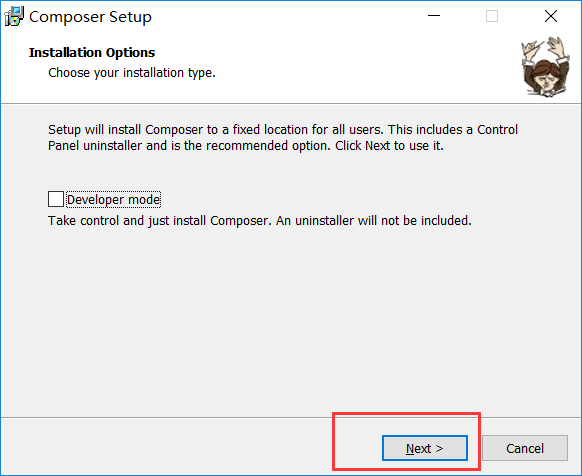 Composer Setup
Installation Options
Choose your installation type.
Setup will install Composer to a fixed location for all users. This includes a Control
Panel uninstaller and is the recommended option. Click Next to use it.
Developer mode
Take control and just install Composer. An uninstaller will not be included.
Next >
Cancel